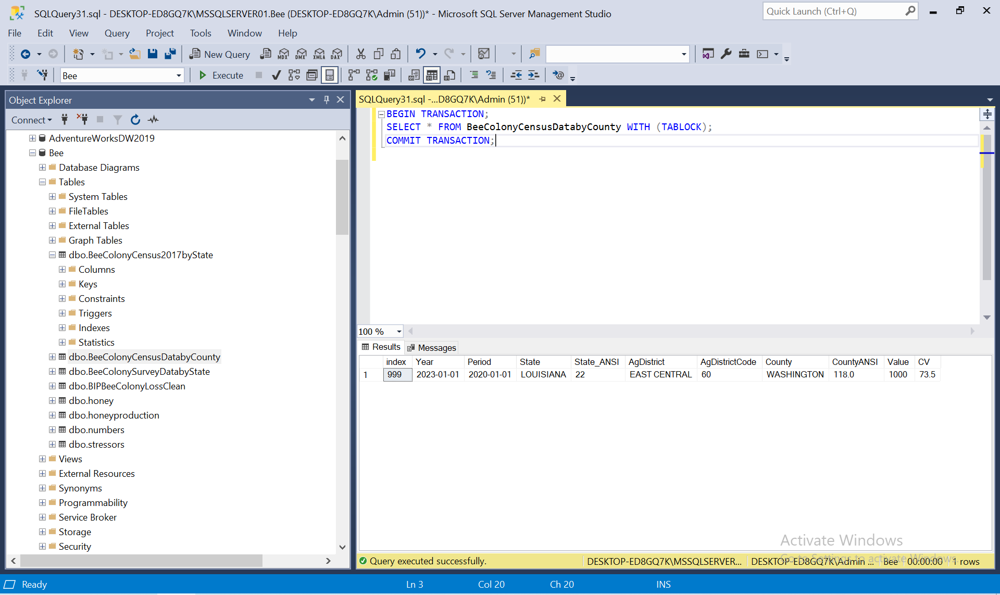 SQLQuery31.sql - DESKTOP-ED8GQ7K\MSSQLSERVER01.Bee (DESKTOP-ED8GQ7K\Admin (51))* - Microsoft SQL Server Management Studio
Quick Launch (Ctrl+Q)
File Edit View Query Project Tools Window Help
New Query MDX DMX XMLA DAX
Bee Execute
Object Explorer
Connect
AdventureWorksDW2019
Bee
Database Diagrams
Tables
System Tables
FileTables
External Tables
Graph Tables
dbo.BeeColonyCensus2017byState
Columns
Keys
Constraints
Triggers
Indexes
Statistics
dbo.BeeColonyCensusDatabyCounty
dbo.BeeColonySurveyDatabyState
dbo.BIPBeeColonyLossClean
dbo.honey
dbo.honeyproduction
dbo.numbers
dbo.stressors
Views
External Resources
Synonyms
Programmability
Service Broker
Storage
Security
SQLQuery31.sql -...D8GQ7K\Admin (51))*
BEGIN TRANSACTION;
SELECT * FROM BeeColonyCensusDatabyCounty WITH (TABLOCK);
COMMIT TRANSACTION;
100 %
Results Messages
index Year Period State State_ANSI AgDistrict AgDistrictCode County CountyANSI Value CV
1 999 2023-01-01 2020-01-01 LOUISIANA 22 EAST CENTRAL 60 WASHINGTON 118.0 1000 73.5
Activate Windows
Go to Settings to activate Windows.
Query executed successfully. DESKTOP-ED8GQ7K\MSSQLSERVER... DESKTOP-ED8GQ7K\Admin ... Bee 00:00:00 1 rows
Ready Ln 3 Col 20 Ch 20 INS